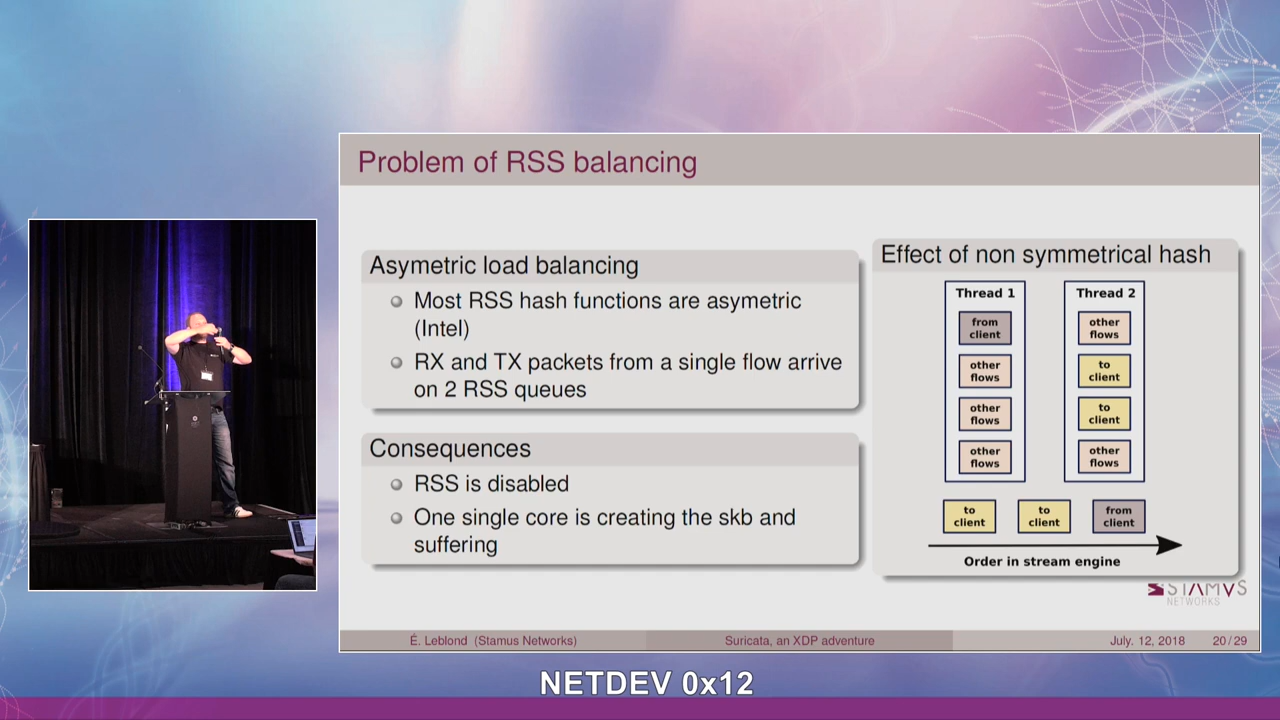 Problem of RSS balancing
Asymetric load balancing
Most RSS hash functions are asymetric
(Intel)
RX and TX packets from a single flow arrive
on 2 RSS queues
Consequences
RSS is disabled
One single core is creating the skb and
suffering
Effect of non symmetrical hash
Thread 1
from
client
other
flows
other
flows
other
flows
Thread 2
other
flows
to
client
to
client
other
flows
to
client
to
client
from
client
Order in stream engine
STAMVS
NETWORKS
É. Leblond (Stamus Networks)
Suricata, an XDP adventure
July. 12, 2018
20/29
NETDEV 0x12